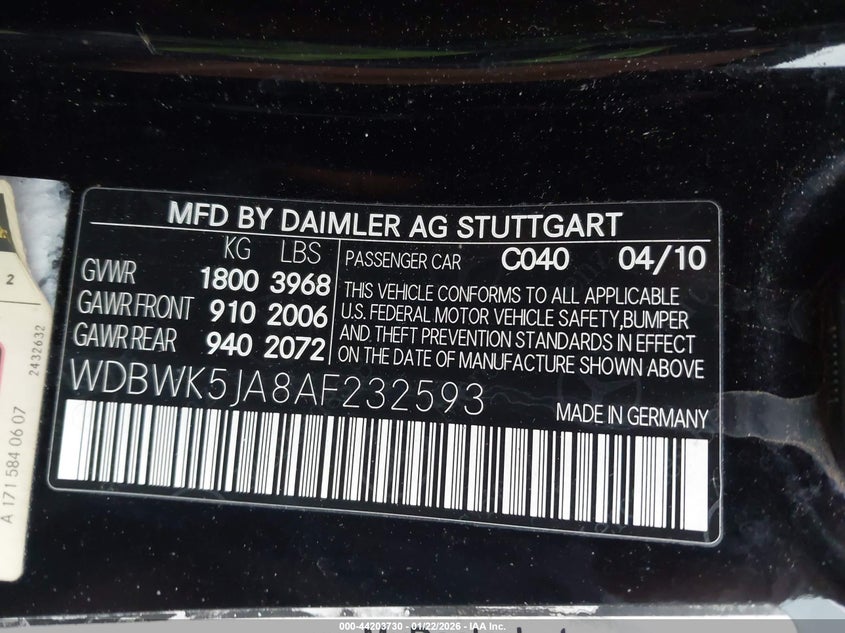 MFD BY DAIMLER AG STUTTGART
KG LBS
GVWR 1800 3968
GAWR FRONT 910 2006
GAWR REAR 940 2072
PASSENGER CAR C040 04/10
THIS VEHICLE CONFORMS TO ALL APPLICABLE
U.S. FEDERAL MOTOR VEHICLE SAFETY,BUMPER
AND THEFT PREVENTION STANDARDS IN EFFECT
ON THE DATE OF MANUFACTURE SHOWN ABOVE
WDBWK5JA8AF232593
MADE IN GERMANY
2
2432632
A 171 584 06 07
000-44203730 - 01/22/2026 - IAA Inc.